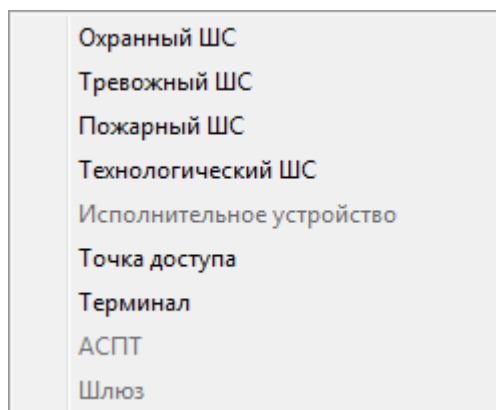 Охранный ШС
Тревожный ШС
Пожарный ШС
Технологический ШС
Исполнительное устройство
Точка доступа
Терминал
АСПТ
Шлюз